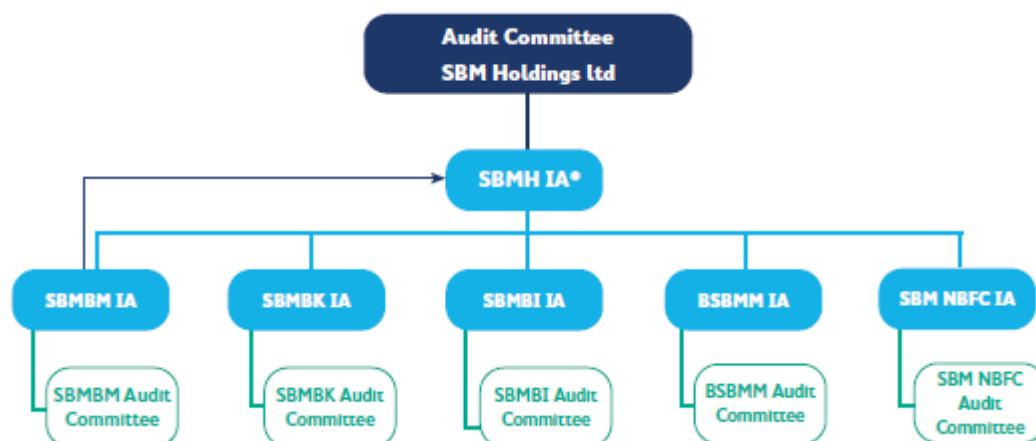 Audit Committee
SBM Holdings ltd
SBMH IA*
SBMBM IA
SBMBK IA
SBMBI IA
BSBMM IA
SBM NBFC IA
SBMBM Audit
Committee
SBMBK Audit
Committee
SBMBI Audit
Committee
BSBMM Audit
Committee
SBM NBFC
Audit
Committee